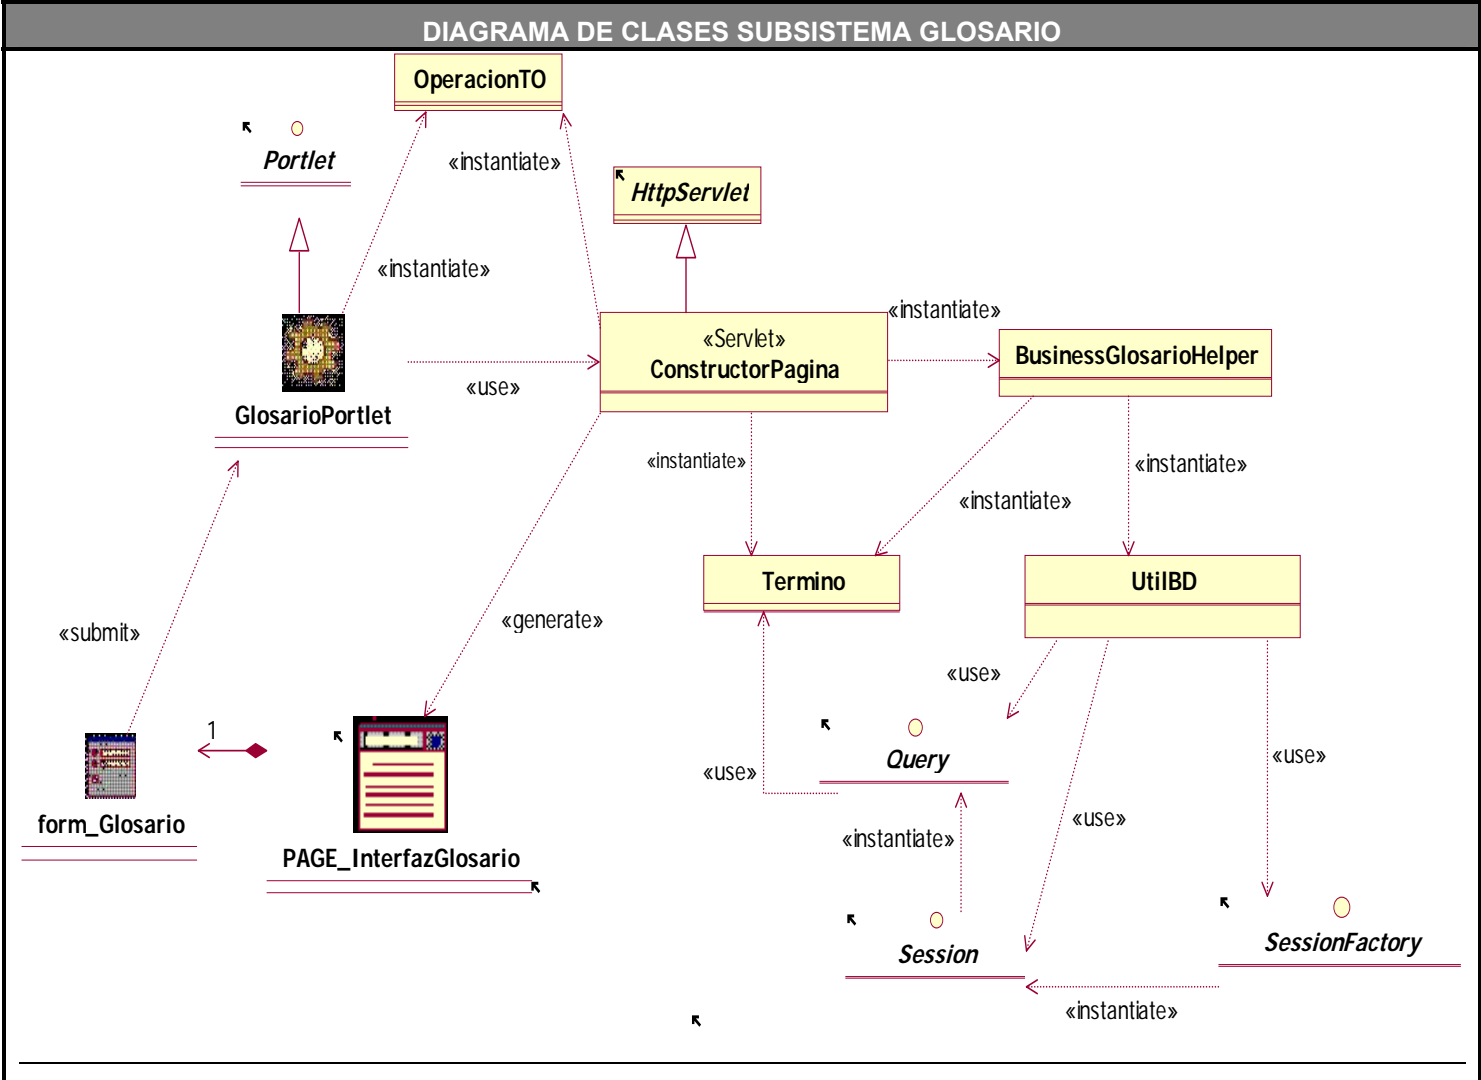 DIAGRAMA DE CLASES SUBSISTEMA GLOSARIO
OperacionTO
Portlet
«instantiate»
HttpServlet
«instantiate»
«instantiate»
«Servlet»
ConstructorPagina
BusinessGlosarioHelper
«use»
GlosarioPortlet
«instantiate»
«instantiate»
«instantiate»
Termino
UtilBD
«generate»
«submit»
«use»
1
Query
«use»
«use»
form_Glosario
«use»
«instantiate»
PAGE_InterfazGlosario
Session
SessionFactory
«instantiate»